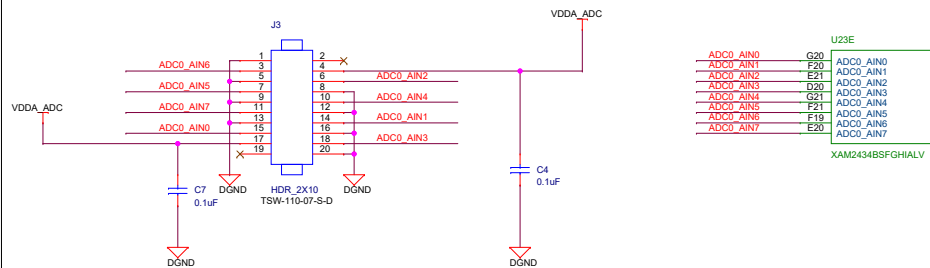 VDDA_ADC
J3
U23E
1 2
ADC0_AIN6 3 4
5 6 ADC0_AIN2
ADC0_AIN5 7 8
9 10 ADC0_AIN4
ADC0_AIN7 11 12
13 14 ADC0_AIN1
ADC0_AIN0 15 16
17 18 ADC0_AIN3
19 20
VDDA_ADC
ADC0_AIN0 G20 ADC0_AIN0
ADC0_AIN1 F20 ADC0_AIN1
ADC0_AIN2 E21 ADC0_AIN2
ADC0_AIN3 D20 ADC0_AIN3
ADC0_AIN4 G21 ADC0_AIN4
ADC0_AIN5 F21 ADC0_AIN5
ADC0_AIN6 F19 ADC0_AIN6
ADC0_AIN7 E20 ADC0_AIN7
XAM2434BSFGHIALV
C7
0.1uF
DGND
HDR_2X10
TSW-110-07-S-D
DGND
C4
0.1uF
DGND
DGND